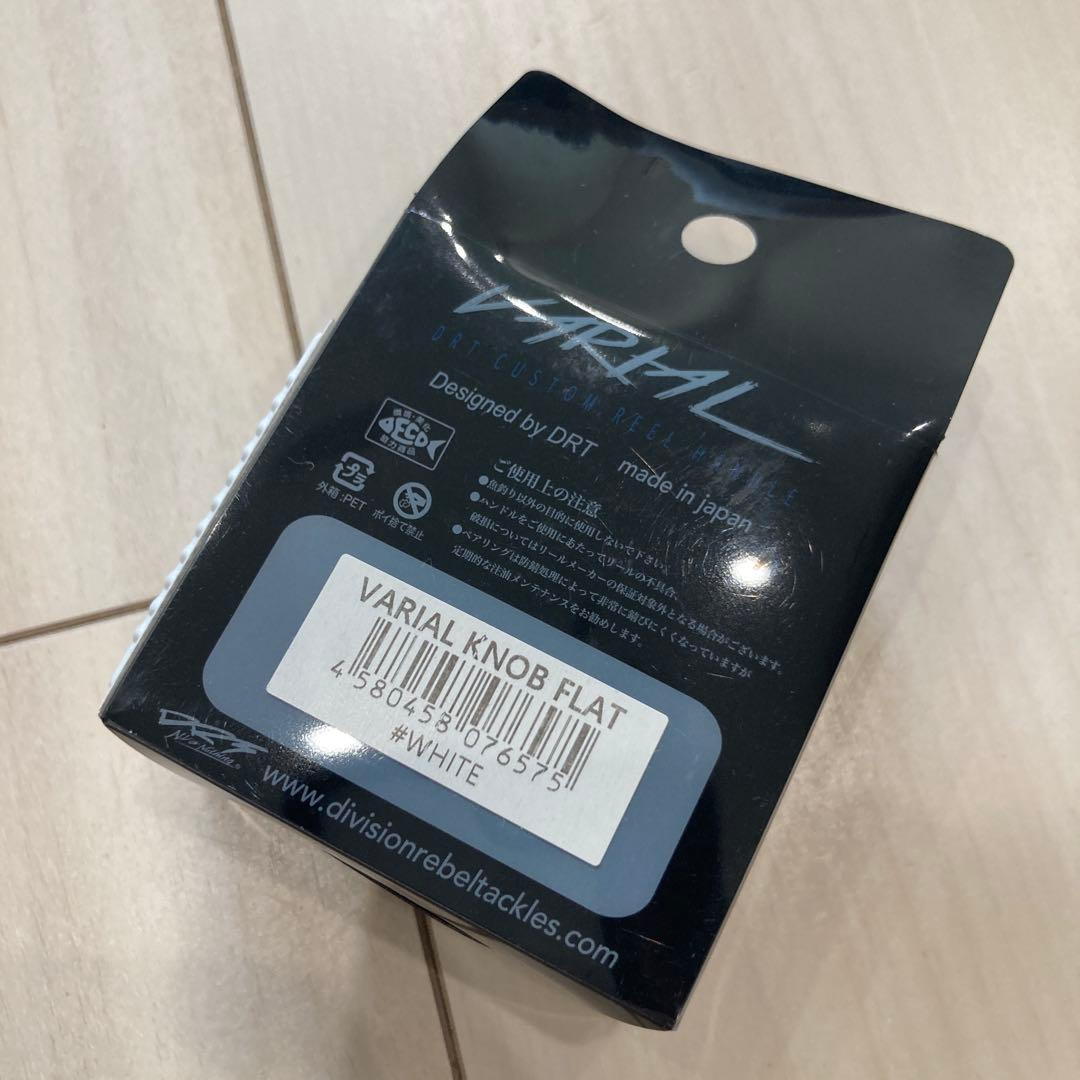 VARIAL
DRT CUSTOM REEL HANDLE
Designed by DRT made in japan
ECO
外箱:PET ポイ捨て禁止
プラ
ご使用上の注意
●魚釣り以外の目的に使用しないで下さい。
●ハンドルをご使用にあたってリールの不具合、
破損についてはリールメーカーの保証対象外となる場合がございます。
●ベアリングは防錆処理によって非常に錆びにくくなっていますが
定期的な注油メンテナンスをお勧めします。
VARIAL KNOB FLAT
4 580458 076575
#WHITE
www.divisionrebeltackles.com